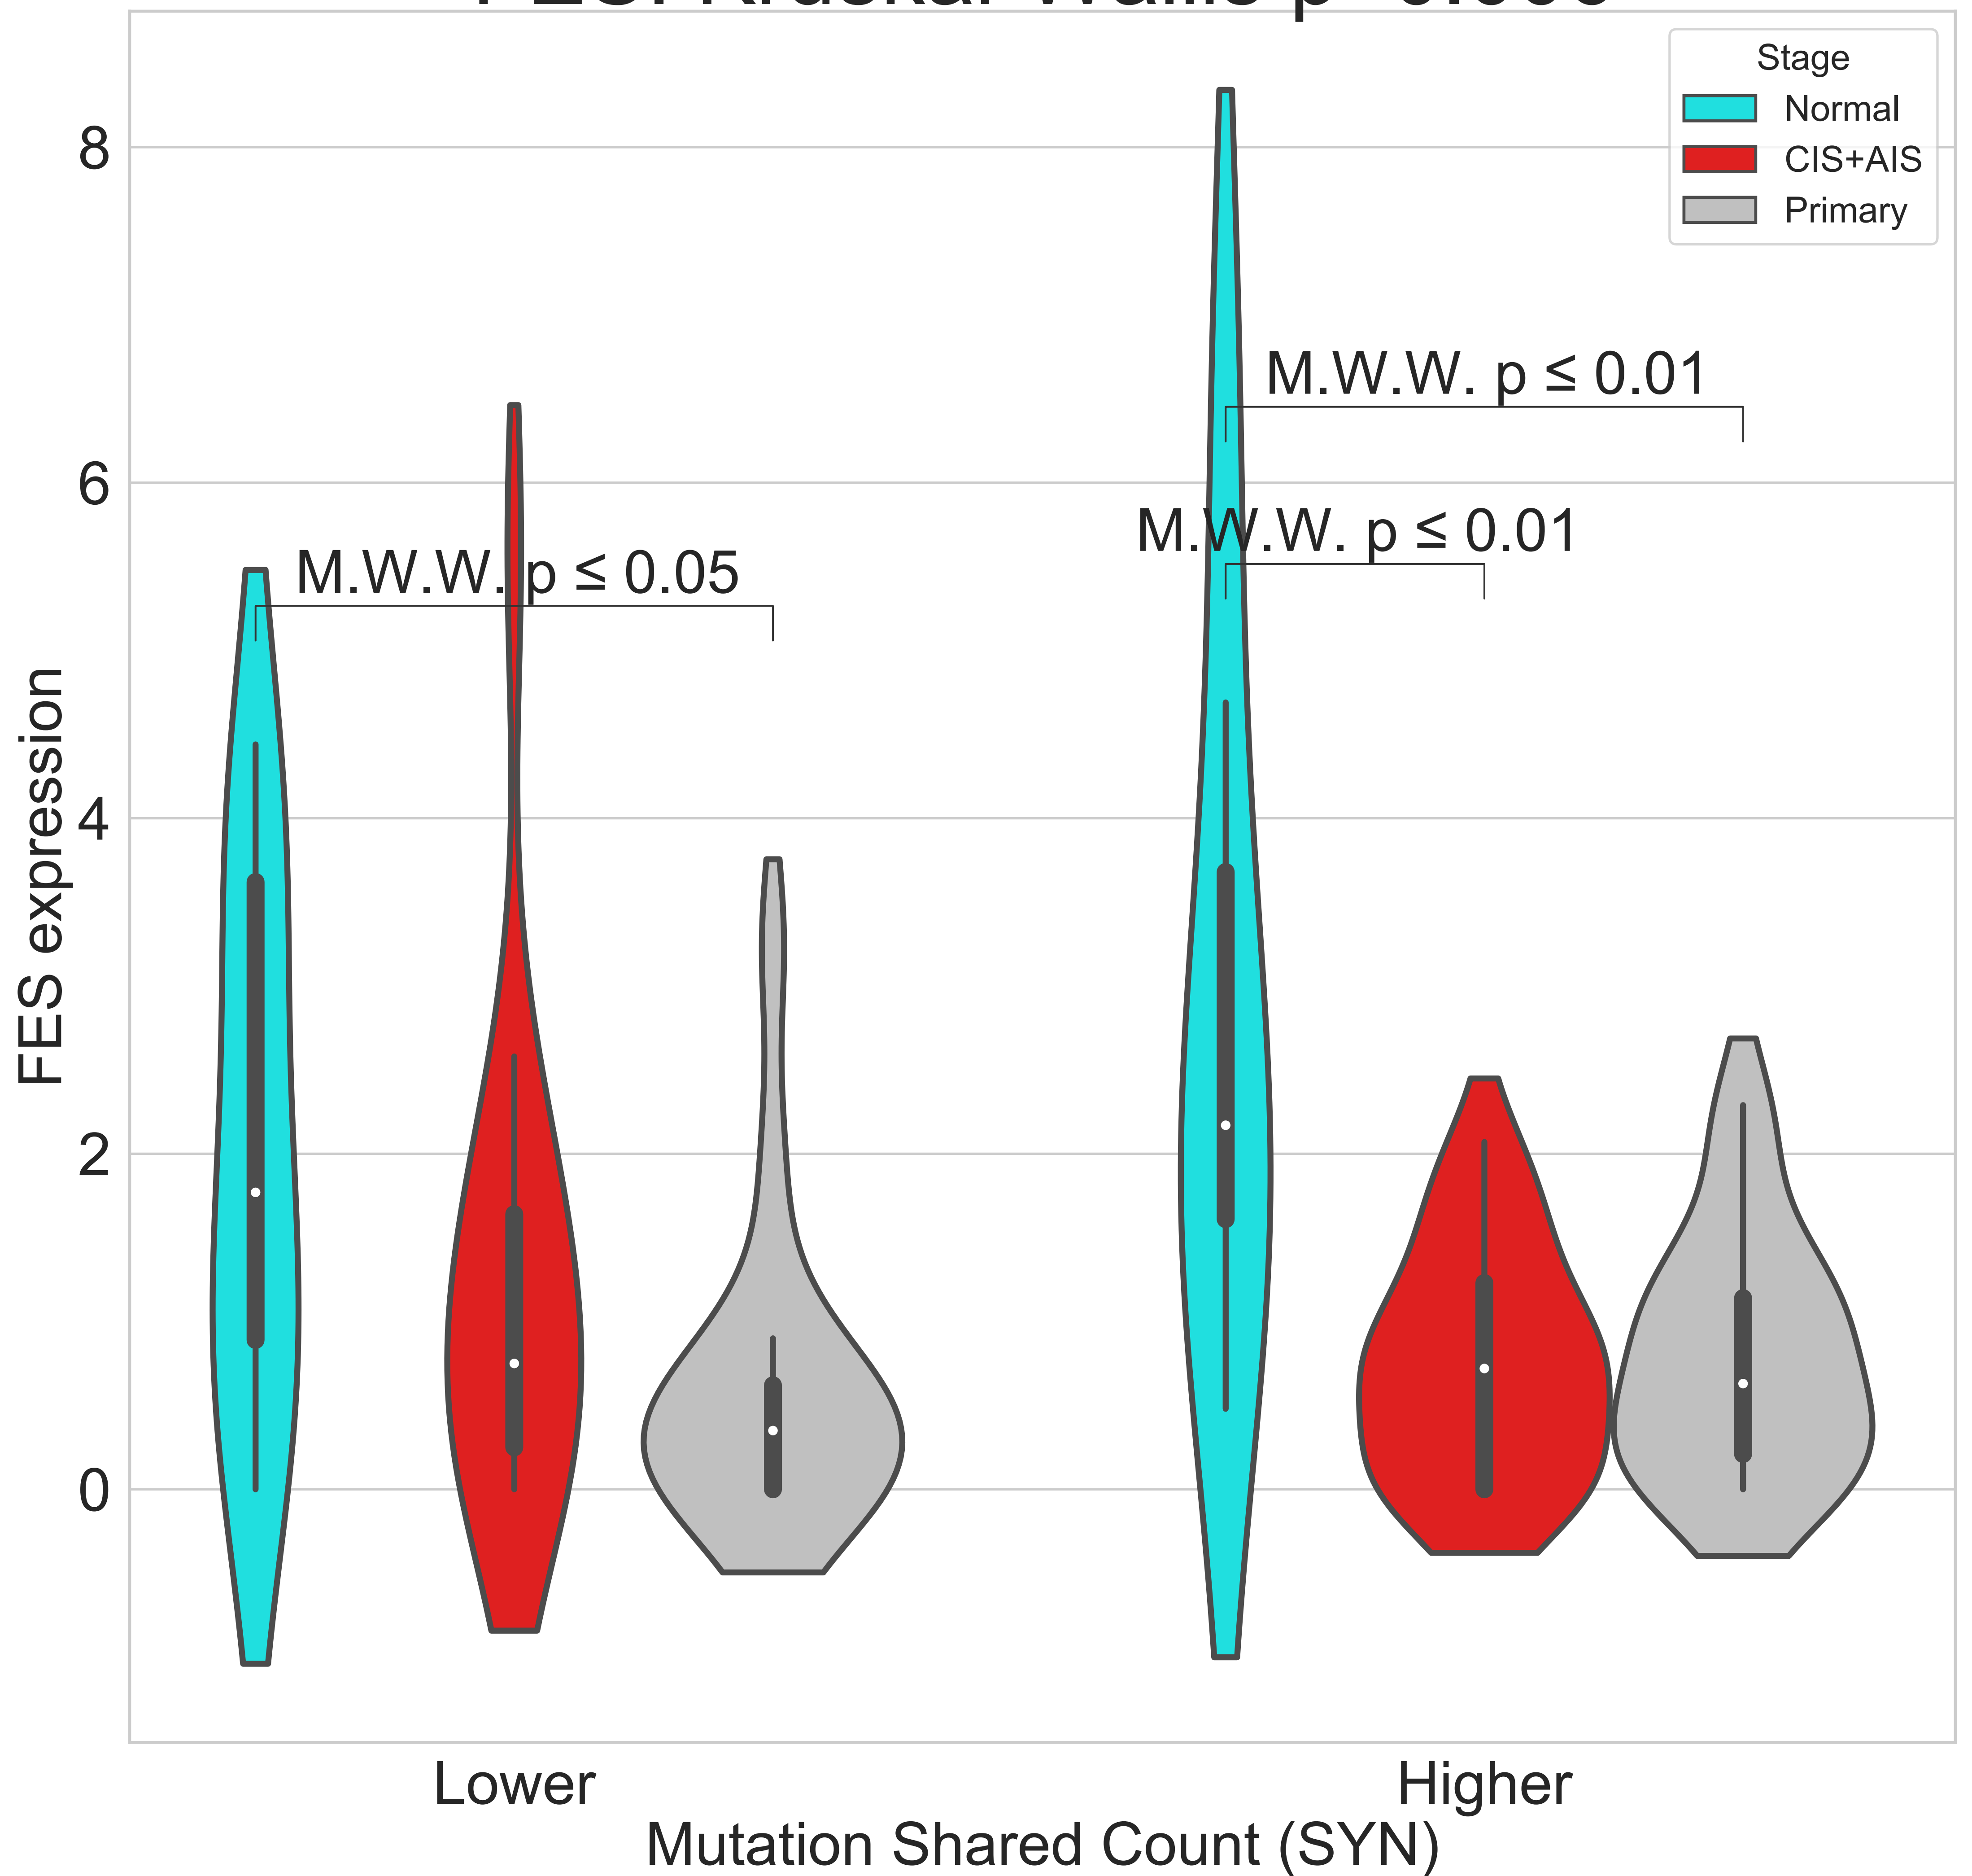 Stage
Normal
CIS+AIS
Primary
8
6
4
2
0
M.W.W. p ≤ 0.01
M.W.W. p ≤ 0.01
M.W.W. p ≤ 0.05
FES expression
Lower
Higher
Mutation Shared Count (SYN)